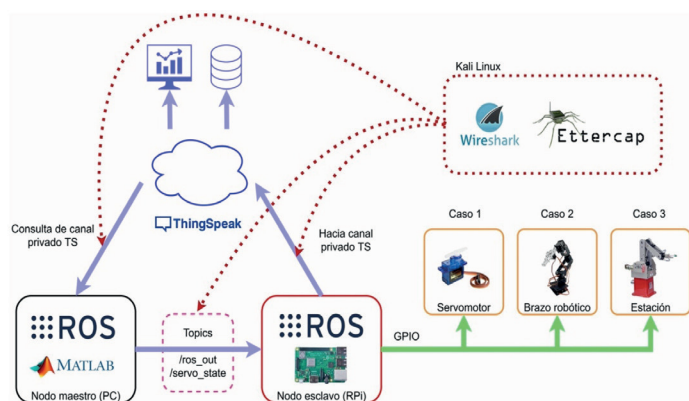 Kali Linux
WIRESHARK
Ettercap
ThingSpeak
Consulta de canal
privado TS
Hacia canal
privado TS
Caso 1
Caso 2
Caso 3
Servomotor
Brazo robótico
Estación
ROS
MATLAB
Nodo maestro (PC)
Topics
/ros_out
/servo_state
ROS
Nodo esclavo (RPi)
GPIO